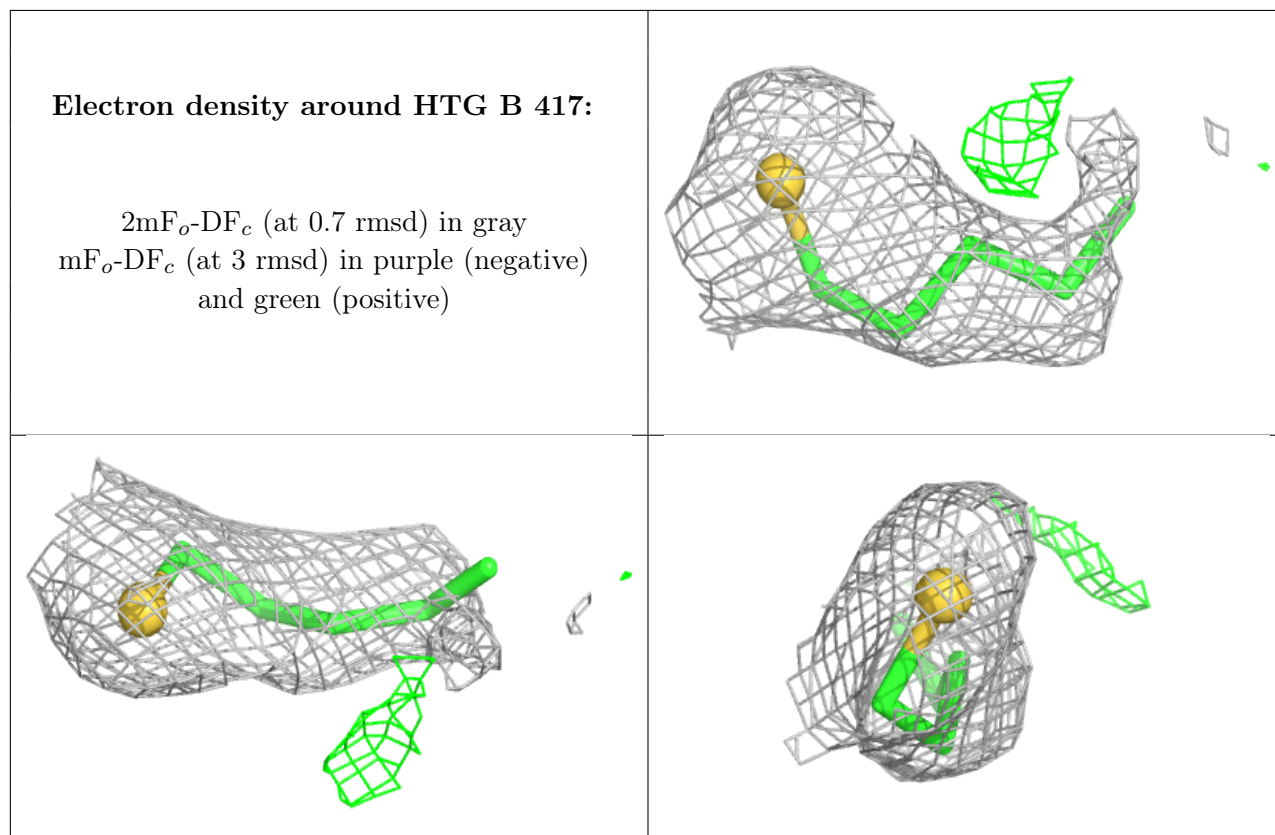 Electron density around HTG B 417:
2mFo-DFc (at 0.7 rmsd) in gray
mFo-DFc (at 3 rmsd) in purple (negative)
and green (positive)